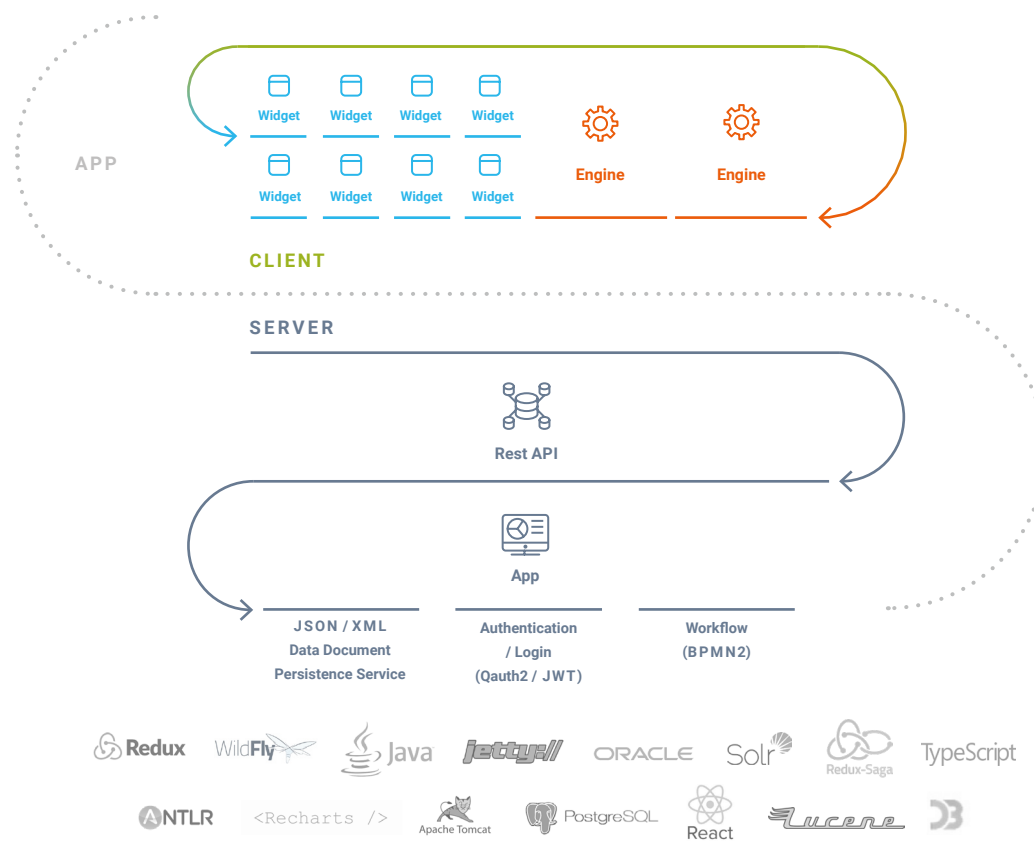 Widget Widget Widget Widget
APP
Engine Engine
Widget Widget Widget Widget
CLIENT
SERVER
Rest API
App
JSON / XML
Data Document
Persistence Service
Authentication
/ Login
(Qauth2 / JWT)
Workflow
(BPMN2)
Redux WildFly Java jetty:// ORACLE Solr Redux-Saga TypeScript
ANTLR <Recharts /> Apache Tomcat PostgreSQL React Lucene D3